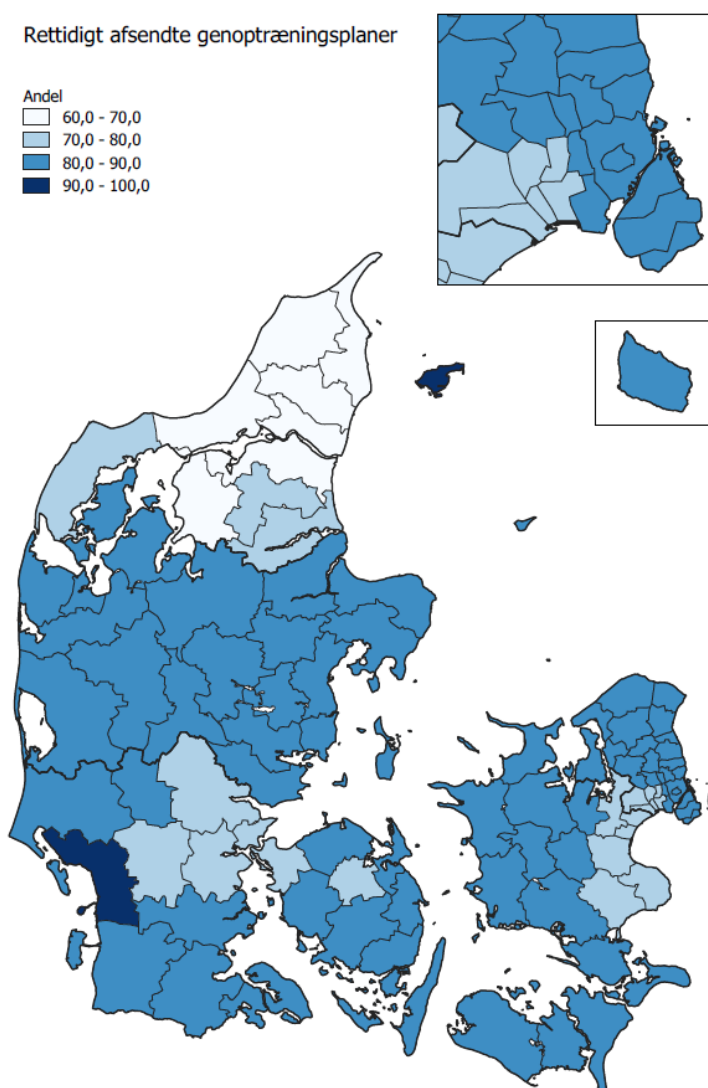 Rettidigt afsendte genoptræningsplaner
Andel
60,0 - 70,0
70,0 - 80,0
80,0 - 90,0
90,0 - 100,0